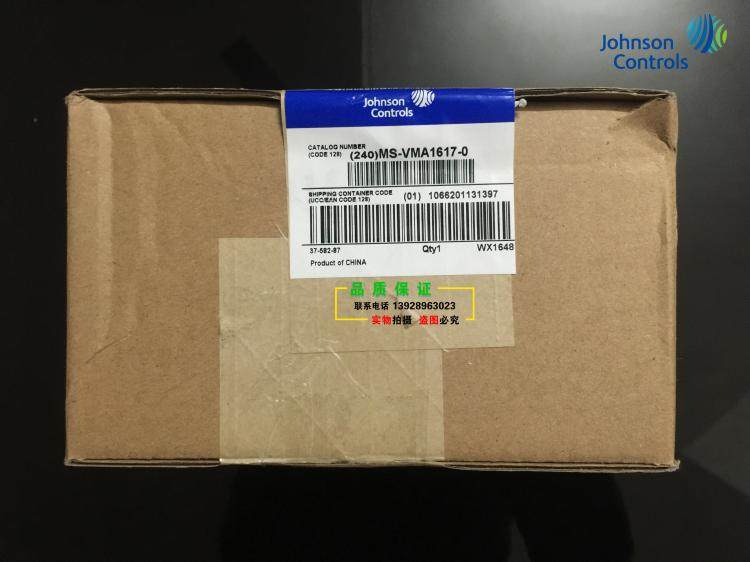 Johnson
Controls
Johnson
Controls
CATALOG NUMBER
(CODE 128) (240)MS-VMA1617-0
SHIPPING CONTAINER CODE
(UCC/EAN CODE 128) (01) 1066201131397
37-582-87 Qty1 WX1648
Product of CHINA
品质保证
联系电话 13928963023
实物拍摄 盗图必究